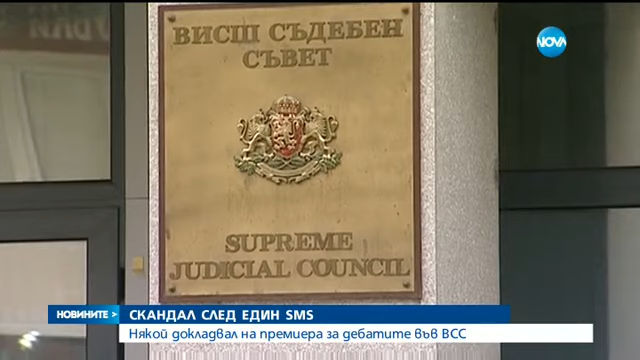 ВИСШ СЪДЕБЕН
СЪВЕТ
SUPREME
JUDICIAL COUNCIL
NOVA
НОВИНИТЕ
СКАНДАЛ СЛЕД ЕДИН SMS
Някой докладвал на премиера за дебатите във ВСС